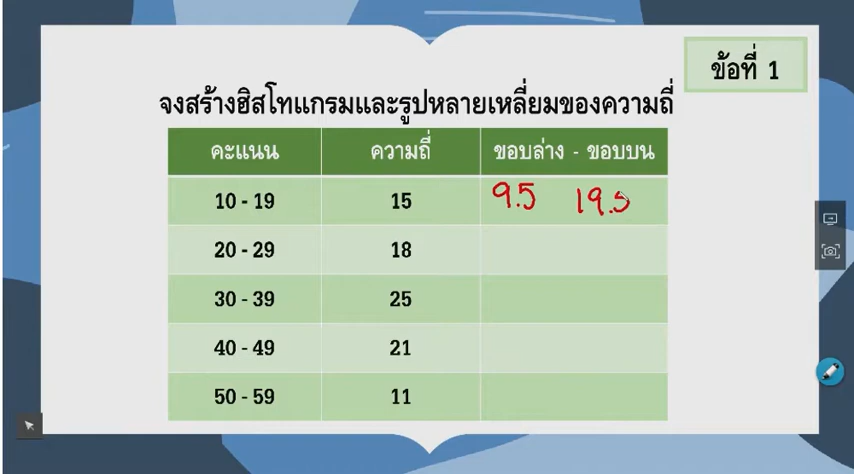 ข้อที่ 1
จงสร้างฮิสโทแกรมและรูปหลายเหลี่ยมของความถี่
คะแนน ความถี่ ขอบล่าง - ขอบบน
10 - 19 15 9.5 19.5
20 - 29 18
30 - 39 25
40 - 49 21
50 - 59 11